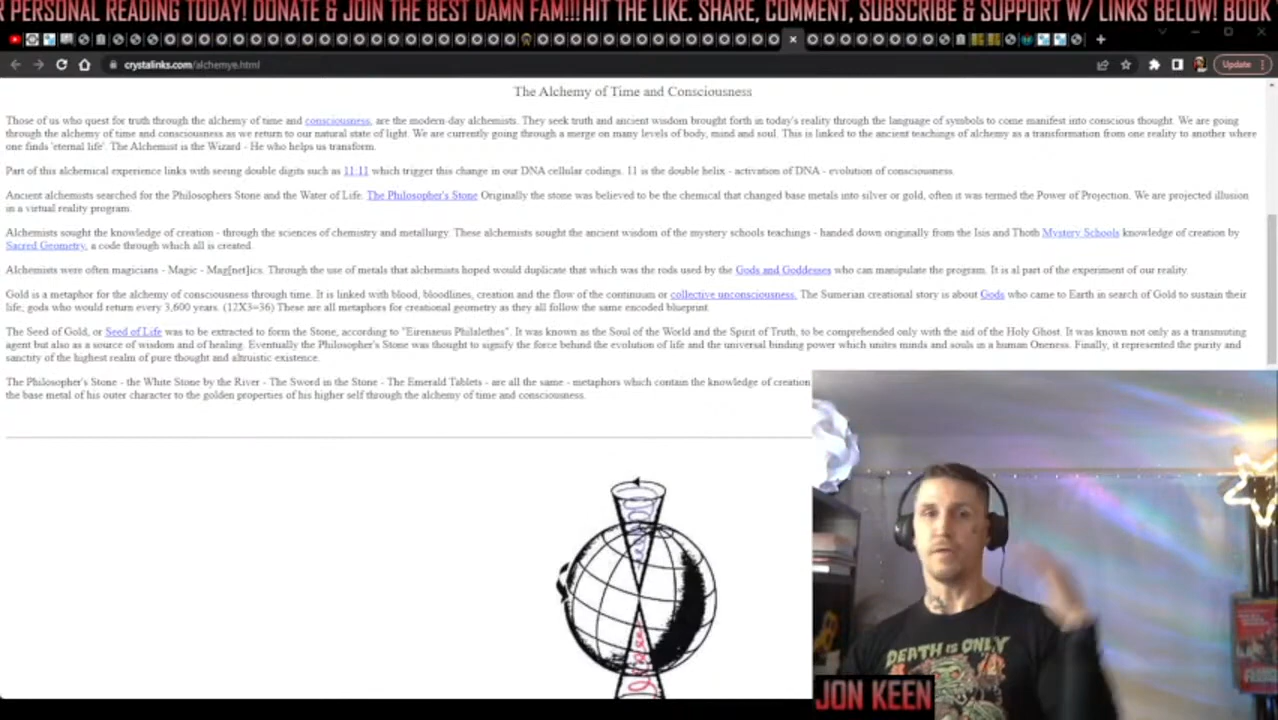 R PERSONAL READING TODAY! DONATE & JOIN THE BEST DAMN FAM!!!HIT THE LIKE. SHARE, COMMENT, SUBSCRIBE & SUPPORT W/ LINKS BELOW! BOOK
crystalinks.com/alchemye.html
Update
The Alchemy of Time and Consciousness
Those of us who quest for truth through the alchemy of time and consciousness, are the modern-day alchemists. They seek truth and ancient wisdom brought forth in today's reality through the language of symbols to come manifest into conscious thought. We are going
through the alchemy of time and consciousness as we return to our natural state of light. We are currently going through a merge on many levels of body, mind and soul. This is linked to the ancient teachings of alchemy as a transformation from one reality to another where
one finds 'eternal life'. The Alchemist is the Wizard - He who helps us transform.
Part of this alchemical experience links with seeing double digits such as 11.11 which trigger this change in our DNA cellular codings. 11 is the double helix - activation of DNA - evolution of consciousness.
Ancient alchemists searched for the Philosophers Stone and the Water of Life. The Philosopher's Stone Originally the stone was believed to be the chemical that changed base metals into silver or gold, often it was termed the Power of Projection. We are projected illusion
in a virtual reality program.
Alchemists sought the knowledge of creation - through the sciences of chemistry and metallurgy. These alchemists sought the ancient wisdom of the mystery schools teachings - handed down originally from the Isis and Thoth Mystery Schools knowledge of creation by
Sacred Geometry, a code through which all is created.
Alchemists were often magicians - Magic - Mag[net]ics. Through the use of metals that alchemists hoped would duplicate that which was the rods used by the Gods and Goddesses who can manipulate the program. It is al part of the experiment of our reality.
Gold is a metaphor for the alchemy of consciousness through time. It is linked with blood, bloodlines, creation and the flow of the continuum or collective unconsciousness. The Sumerian creational story is about Gods who came to Earth in search of Gold to sustain their
life, gods who would return every 3,600 years. (12X3=36) These are all metaphors for creational geometry as they all follow the same encoded blueprint.
The Seed of Gold, or Seed of Life was to be extracted to form the Stone, according to "Eirenaeus Philalethes". It was known as the Soul of the World and the Spirit of Truth, to be comprehended only with the aid of the Holy Ghost. It was known not only as a transmuting
agent but also as a source of wisdom and of healing. Eventually the Philosopher's Stone was thought to signify the force behind the evolution of life and the universal binding power which unites minds and souls in a human Oneness. Finally, it represented the purity and
sanctity of the highest realm of pure thought and altruistic existence.
The Philosopher's Stone - the White Stone by the River - The Sword in the Stone - The Emerald Tablets - are all the same - metaphors which contain the knowledge of creation
the base metal of his outer character to the golden properties of his higher self through the alchemy of time and consciousness.
DEATH IS ONLY
JON KEEN